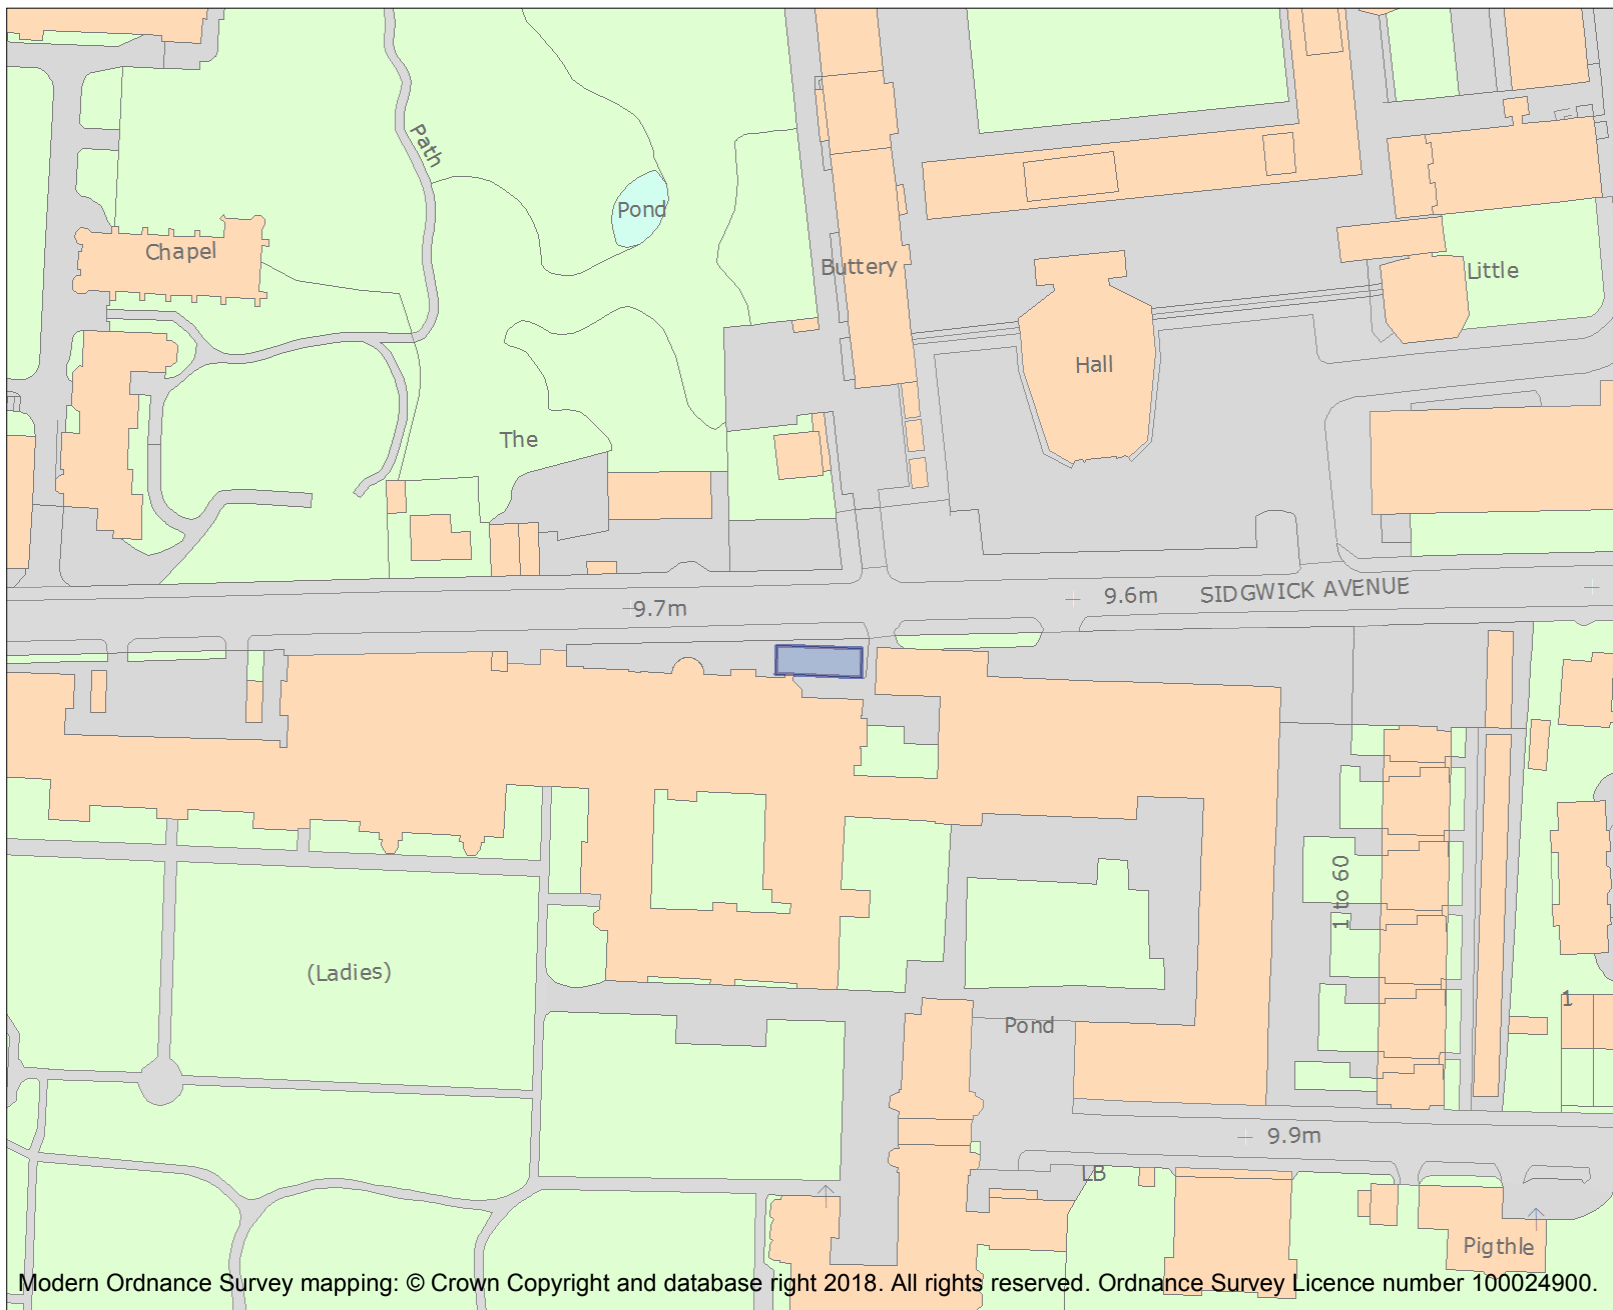 Path
Pond
Chapel
Buttery
Little
Hall
The
9.7m
9.6m
SIDGWICK AVENUE
1 to 60
(Ladies)
1
Pond
9.9m
LB
Pigthle
Modern Ordnance Survey mapping: © Crown Copyright and database right 2018. All rights reserved. Ordnance Survey Licence number 100024900.